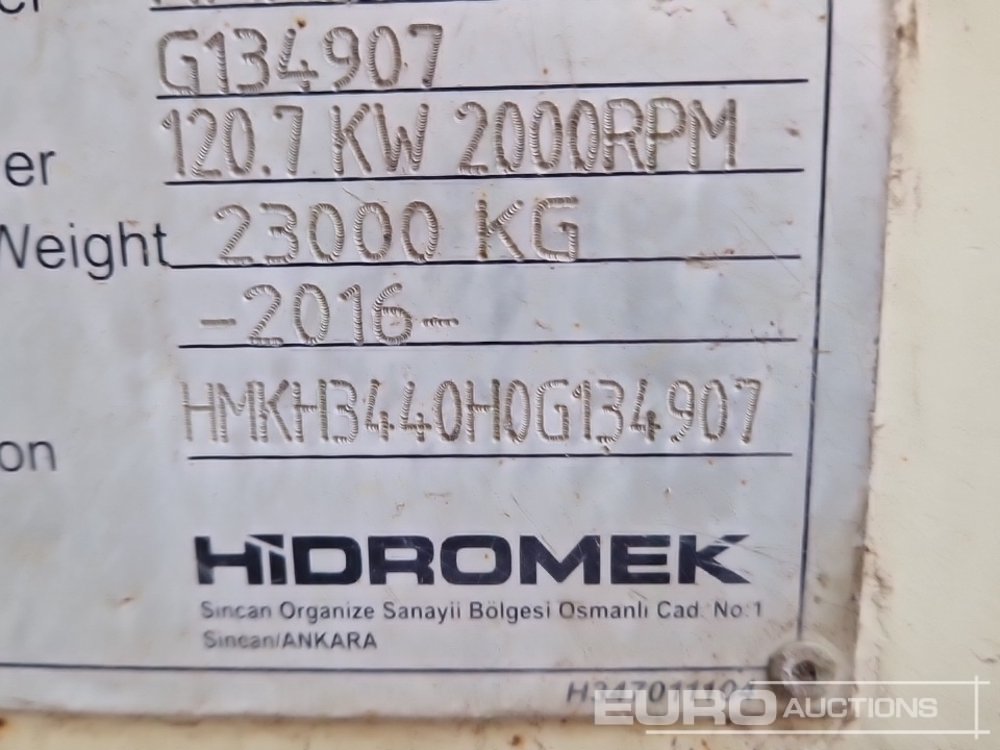 G134907
120.7 KW 2000RPM
er
Weight 23000 KG
-2016-
HMKH3440H0G134907
on
HiDROMEK
Sincan Organize Sanayii Bölgesi Osmanlı Cad. No:1
Sincan/ANKARA
EURO AUCTIONS